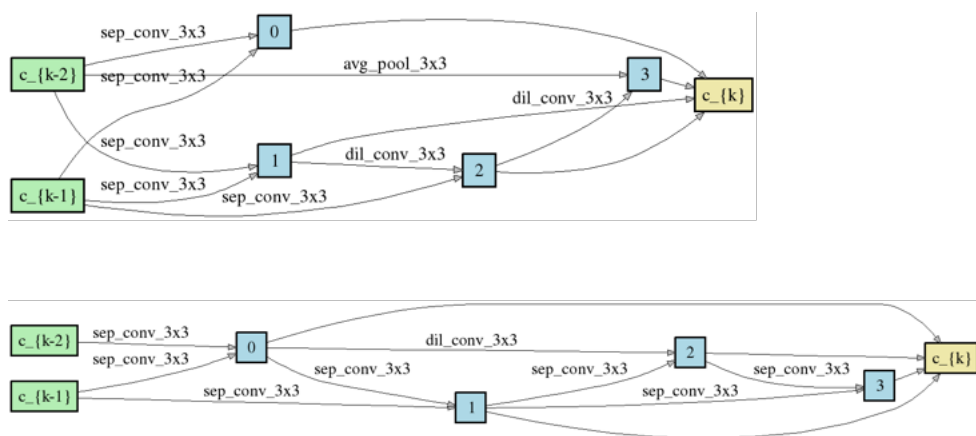 sep_conv_3x3
0
c_{k-2}
sep_conv_3x3
avg_pool_3x3
3
c_{k}
dil_conv_3x3
sep_conv_3x3
1
dil_conv_3x3
2
c_{k-1}
sep_conv_3x3
sep_conv_3x3
c_{k-2}
sep_conv_3x3
0
dil_conv_3x3
2
c_{k}
sep_conv_3x3
sep_conv_3x3
sep_conv_3x3
sep_conv_3x3
3
c_{k-1}
sep_conv_3x3
1
sep_conv_3x3